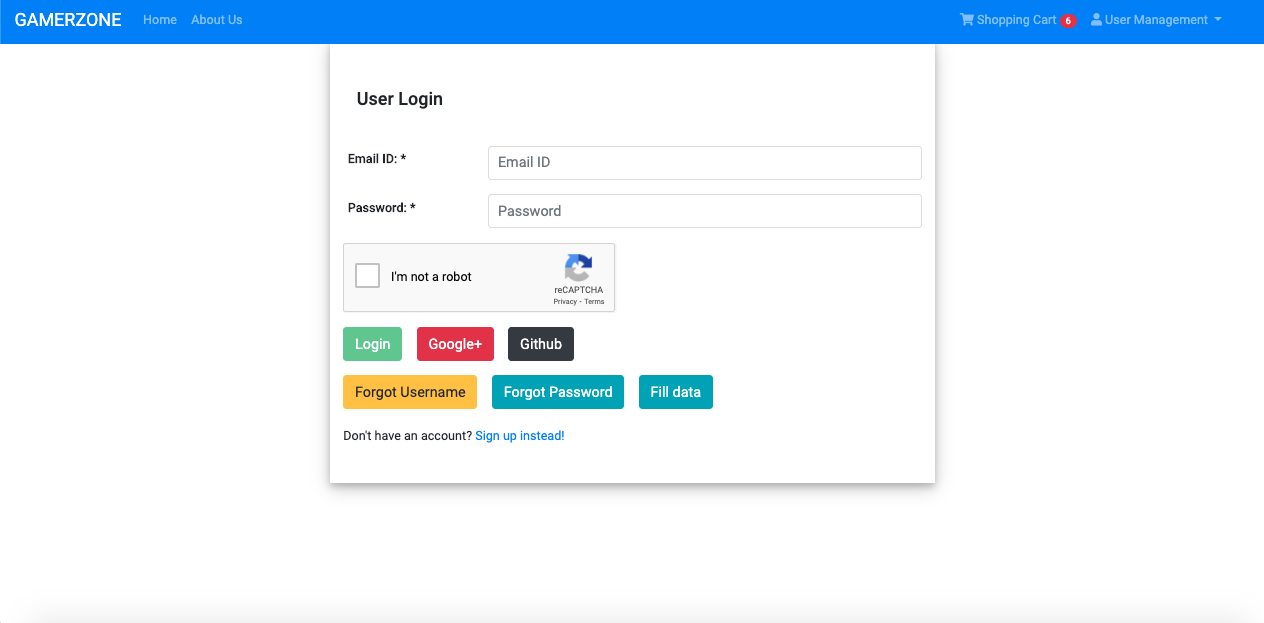 GAMERZONE Home About Us Shopping Cart 6 User Management
User Login
Email ID: * Email ID
Password: * Password
I'm not a robot
reCAPTCHA
Privacy - Terms
Login Google+ Github
Forgot Username Forgot Password Fill data
Don't have an account? Sign up instead!